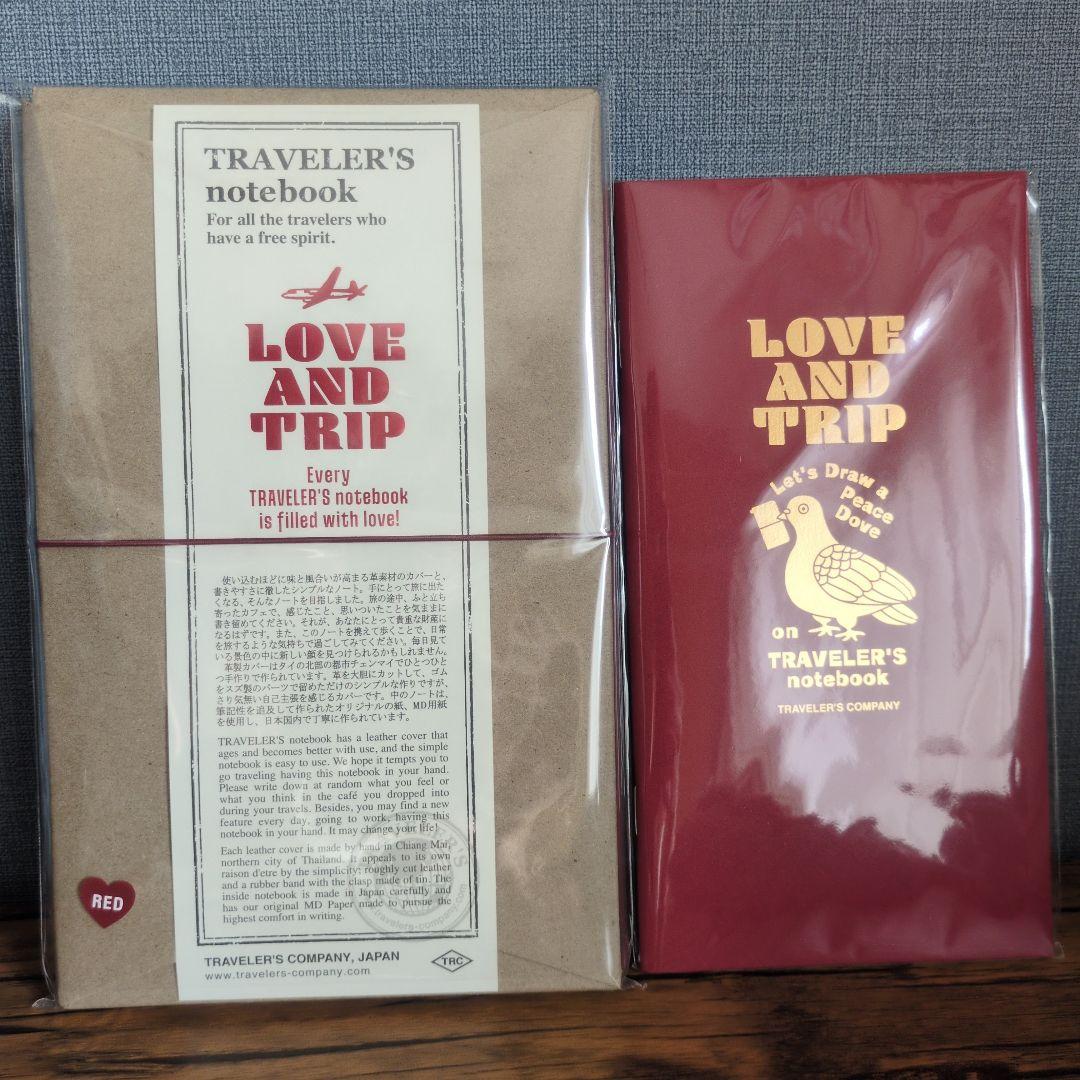 TRAVELER'S
notebook
For all the travelers who
have a free spirit.
LOVE
AND
TRIP
Every
TRAVELER'S notebook
is filled with love!
使い込むほどに味と風合いが高まる革素材のカバーと、
書きやすさに徹したシンプルなノート。手にとって旅に出た
くなる、そんなノートを目指しました。旅の途中、ふと立ち
寄ったカフェで、感じたこと、思いついたことを気ままに
書き留めてください。それが、あなたにとって貴重な財産に
なるはずです。また、このノートを携えて歩くことで、日常
を旅するような気持ちで過ごしてみてください。毎日見て
いる景色の中に新しい顔を見つけられるかもしれません。
革製カバーはタイの北部の都市チェンマイでひとつひと
つ手作りで作られています。革を大胆にカットして、ゴム
をスズ製のパーツで留めただけのシンプルな作りですが、
さり気無い自己主張を感じるカバーです。中のノートは、
筆記性を追及して作られたオリジナルの紙、MD用紙
を使用し、日本国内で丁寧に作られています。
TRAVELER'S notebook has a leather cover that
ages and becomes better with use, and the simple
notebook is easy to use. We hope it tempts you to
go traveling having this notebook in your hand.
Please write down at random what you feel or
what you think in the café you dropped into
during your travels. Besides, you may find a new
feature every day, going to work, having this
notebook in your hand. It may change your life!
Each leather cover is made by hand in Chiang Mai,
northern city of Thailand. It appeals to its own
raison d'etre by the simplicity; roughly cut leather
and a rubber band with the clasp made of tin. The
inside notebook is made in Japan carefully and
has our original MD Paper made to pursue the
highest comfort in writing.
TRAVELER'S COMPANY, JAPAN
www.travelers-company.com
TRC
RED
LOVE
AND
TRIP
Let's Draw a
Peace
Dove
on
TRAVELER'S
notebook
TRAVELER'S COMPANY